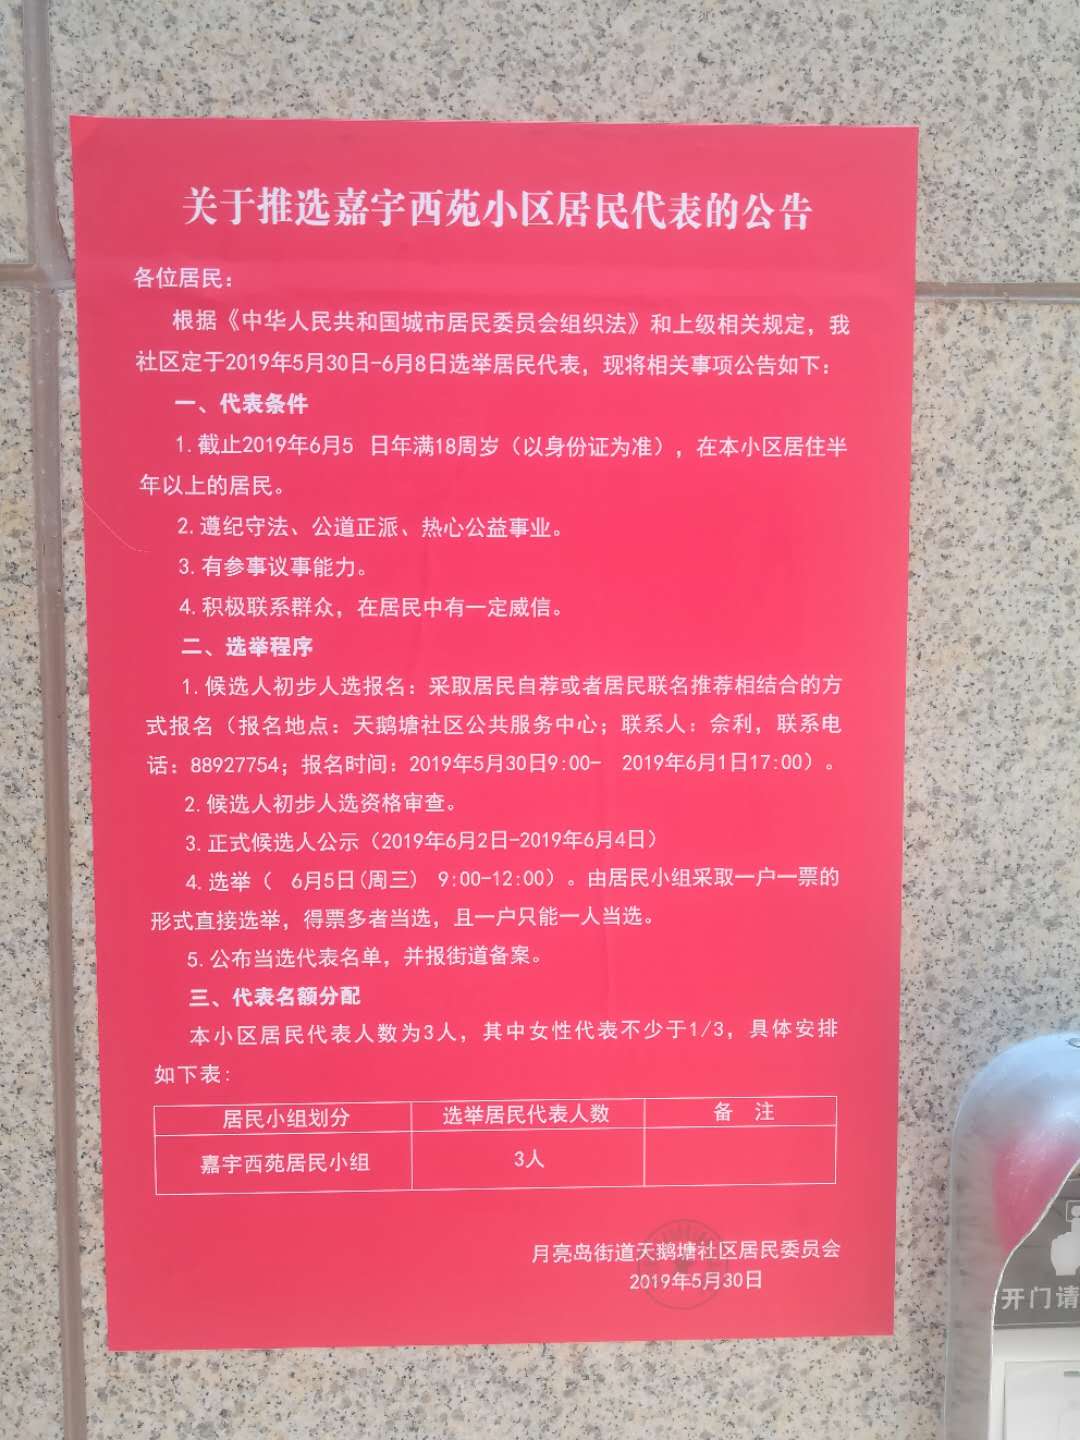 关于推选嘉宇西苑小区居民代表的公告
各位居民：
根据《中华人民共和国城市居民委员会组织法》和上级相关规定，我
社区定于2019年5月30日-6月8日选举居民代表，现将相关事项公告如下：
一、代表条件
1.截止2019年6月5 日年满18周岁（以身份证为准），在本小区居住半
年以上的居民。
2.遵纪守法、公道正派、热心公益事业。
3.有参事议事能力。
4.积极联系群众，在居民中有一定威信。
二、选举程序
1.候选人初步人选报名：采取居民自荐或者居民联名推荐相结合的方
式报名（报名地点：天鹅塘社区公共服务中心；联系人：佘利，联系电
话：88927754；报名时间：2019年5月30日9:00- 2019年6月1日17:00）。
2.候选人初步人选资格审查。
3.正式候选人公示（2019年6月2日-2019年6月4日）
4.选举（ 6月5日(周三) 9:00-12:00）。由居民小组采取一户一票的
形式直接选举，得票多者当选，且一户只能一人当选。
5.公布当选代表名单，并报街道备案。
三、代表名额分配
本小区居民代表人数为3人，其中女性代表不少于1/3，具体安排
如下表：
居民小组划分 选举居民代表人数 备 注
嘉宇西苑居民小组 3人
月亮岛街道天鹅塘社区居民委员会
2019年5月30日
开门请